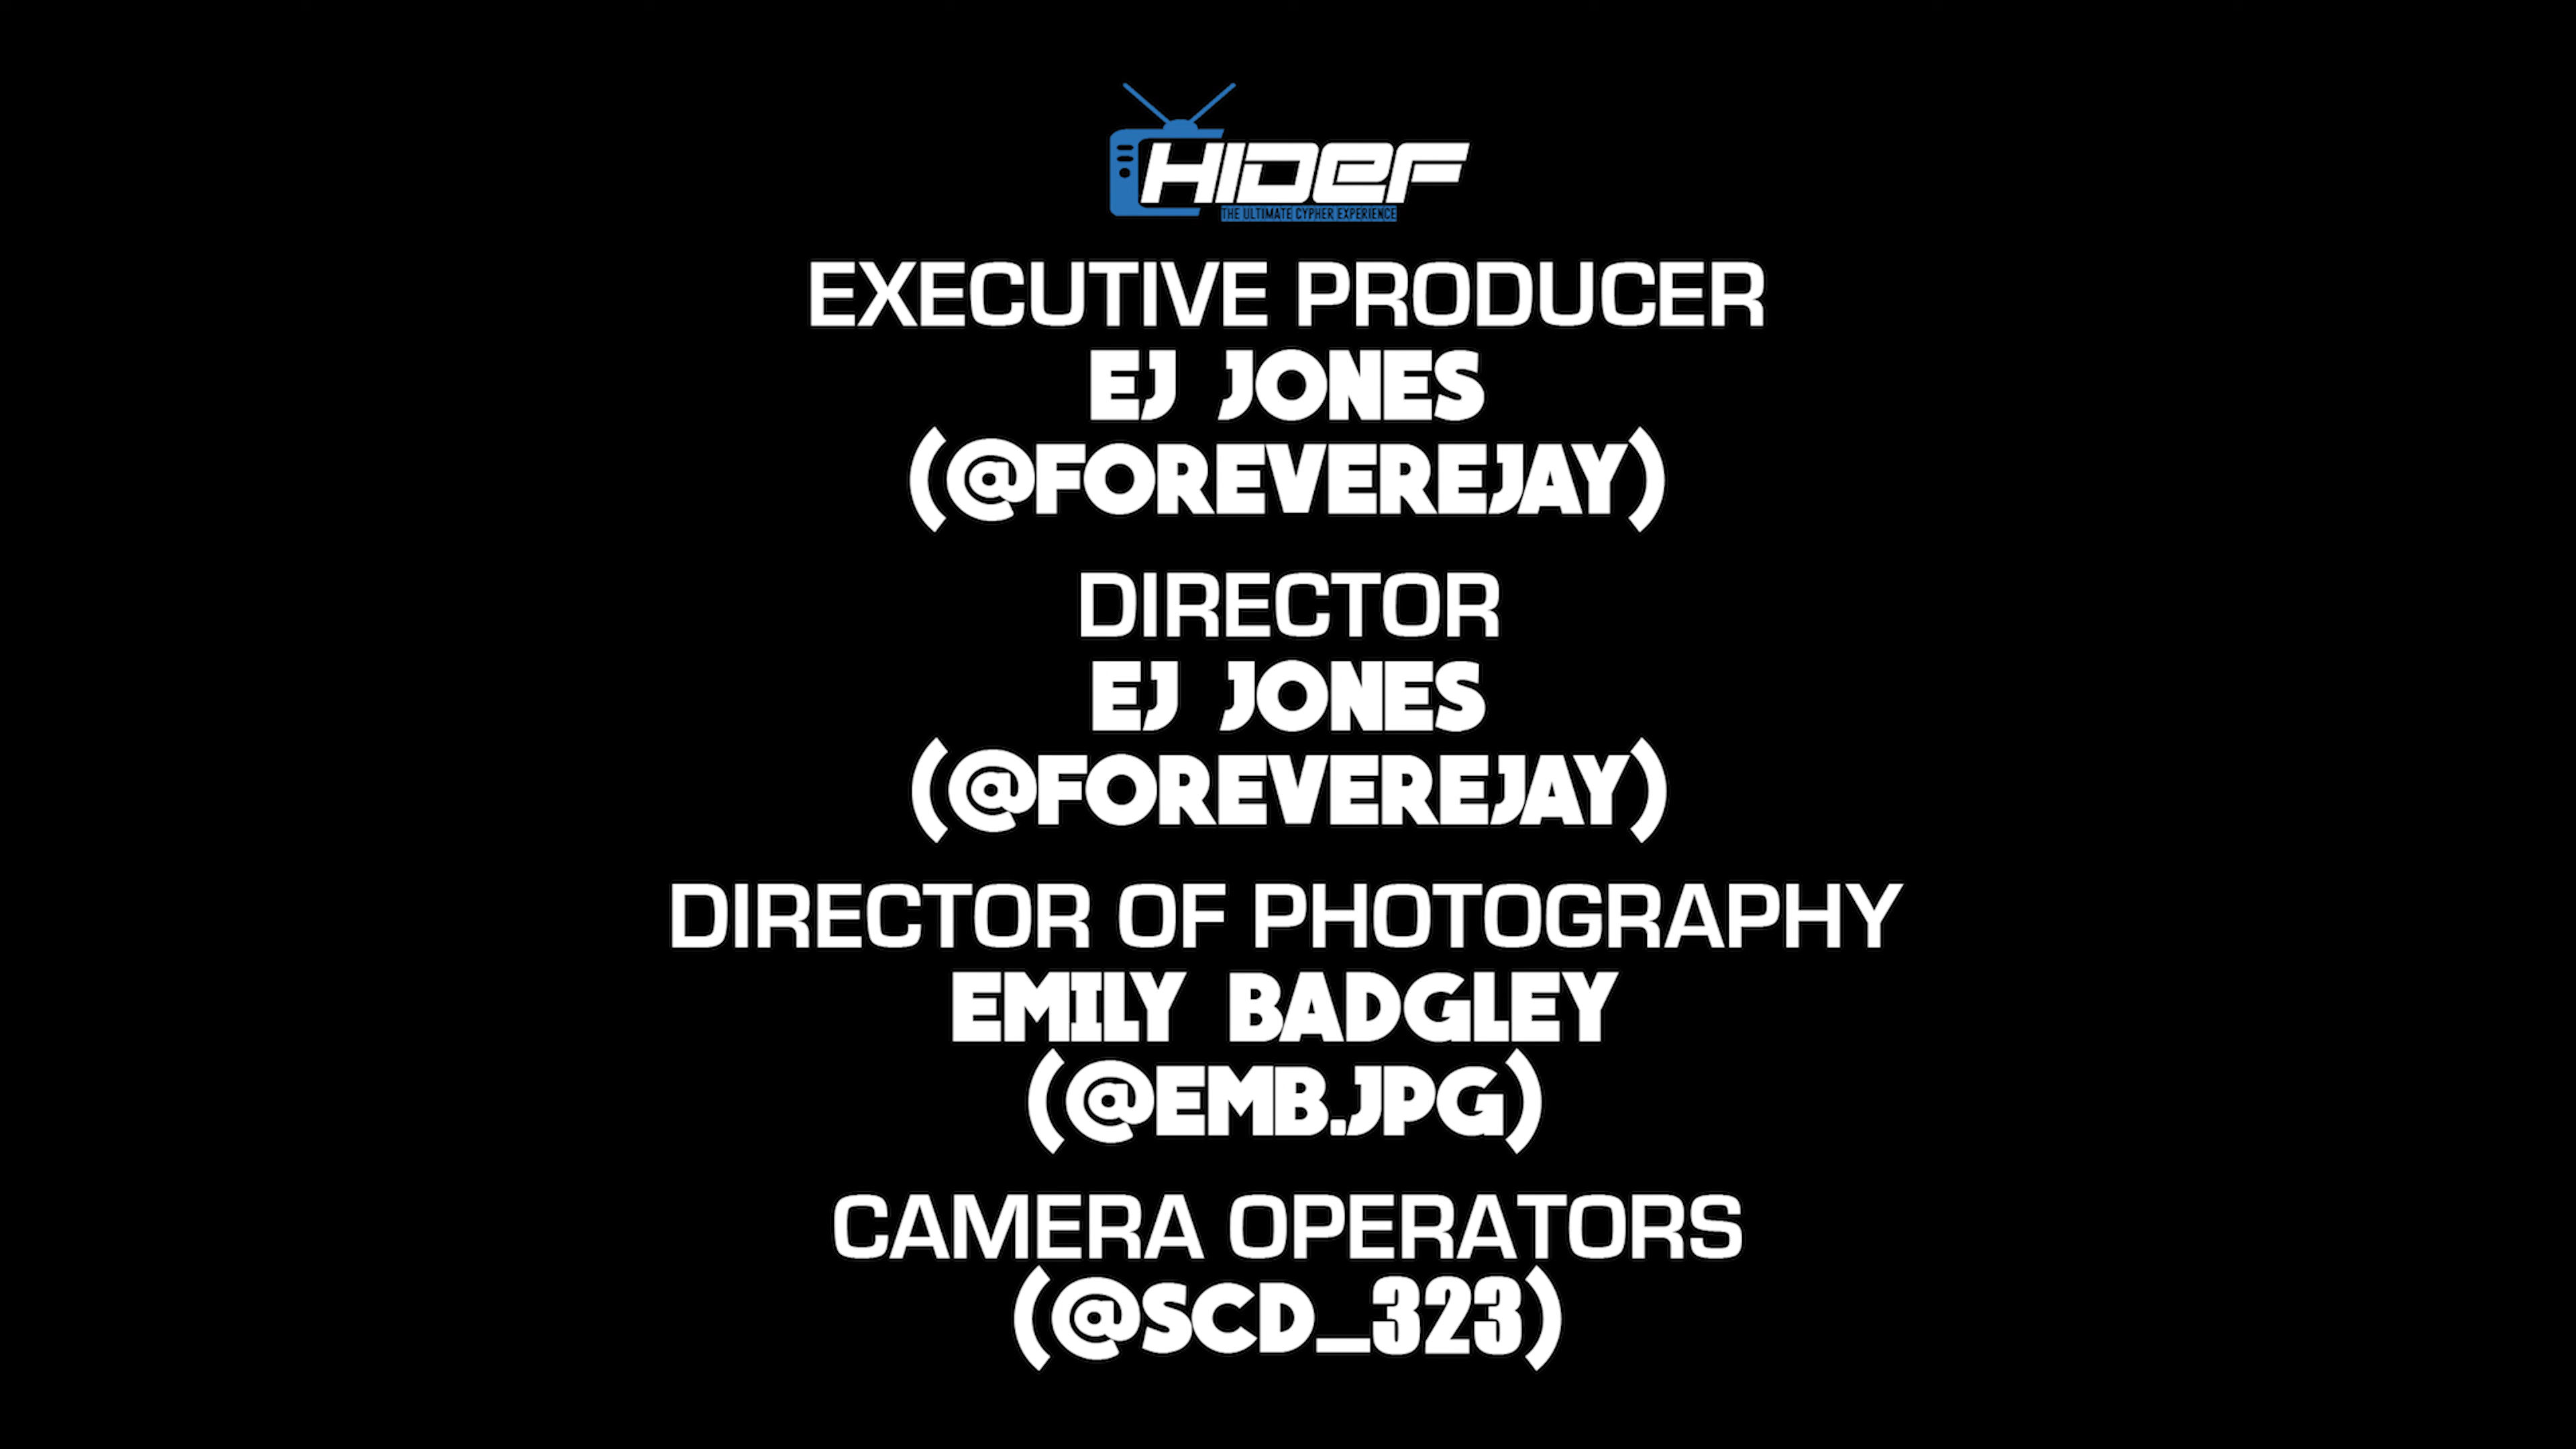 HIDEF
THE ULTIMATE CYPHER EXPERIENCE
EXECUTIVE PRODUCER
EJ JONES
(@FOREVEREJAY)
DIRECTOR
EJ JONES
(@FOREVEREJAY)
DIRECTOR OF PHOTOGRAPHY
EMILY BADGLEY
(@EMB.JPG)
CAMERA OPERATORS
(@SCD_323)